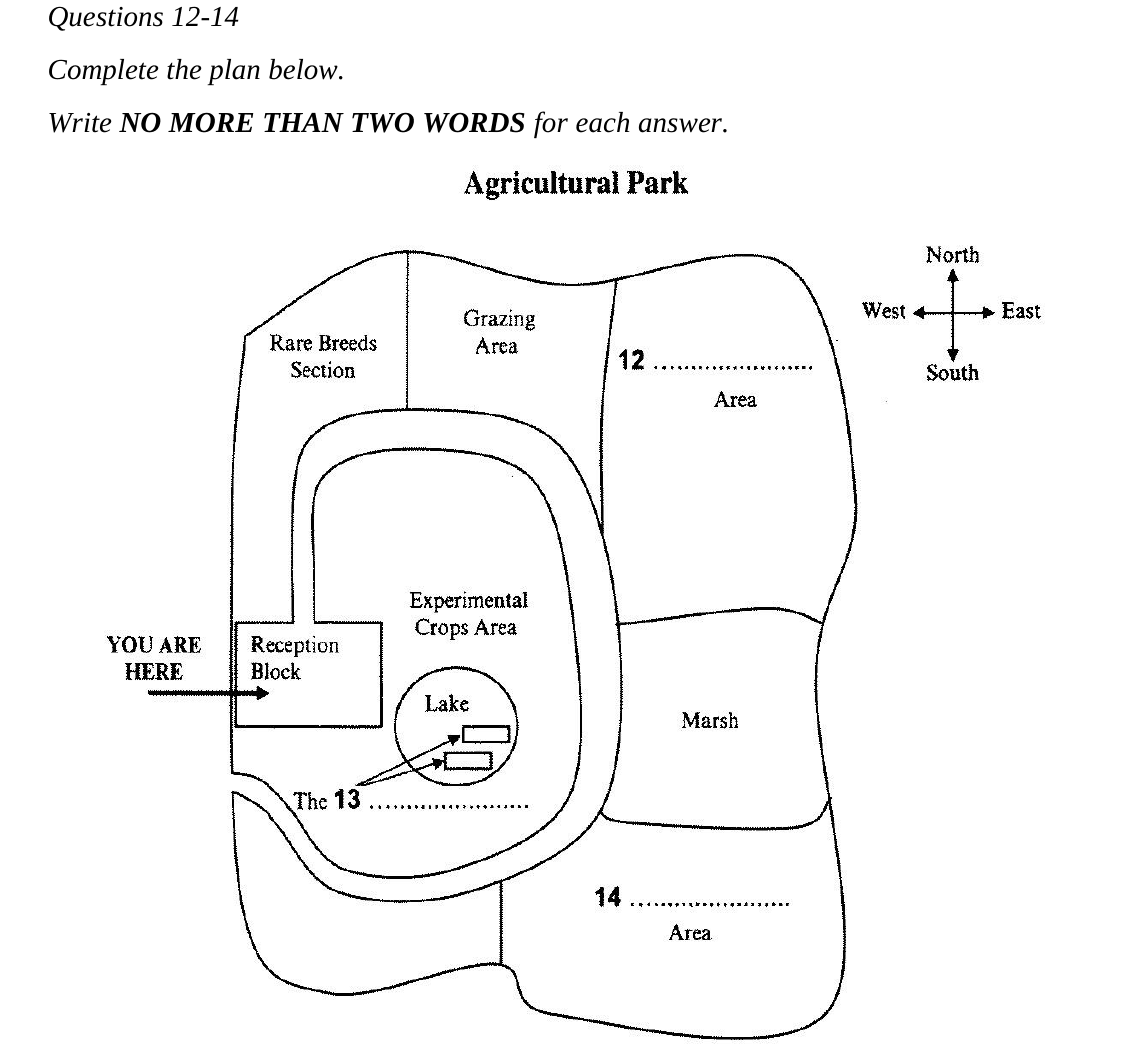 Questions 12-14
Complete the plan below.
Write NO MORE THAN TWO WORDS for each answer.
Agricultural Park
North
West
East
South
Rare Breeds
Section
Grazing
Area
12 ........................
Area
Experimental
Crops Area
YOU ARE
HERE
Reception
Block
Lake
Marsh
The 13 ........................
14 ........................
Area